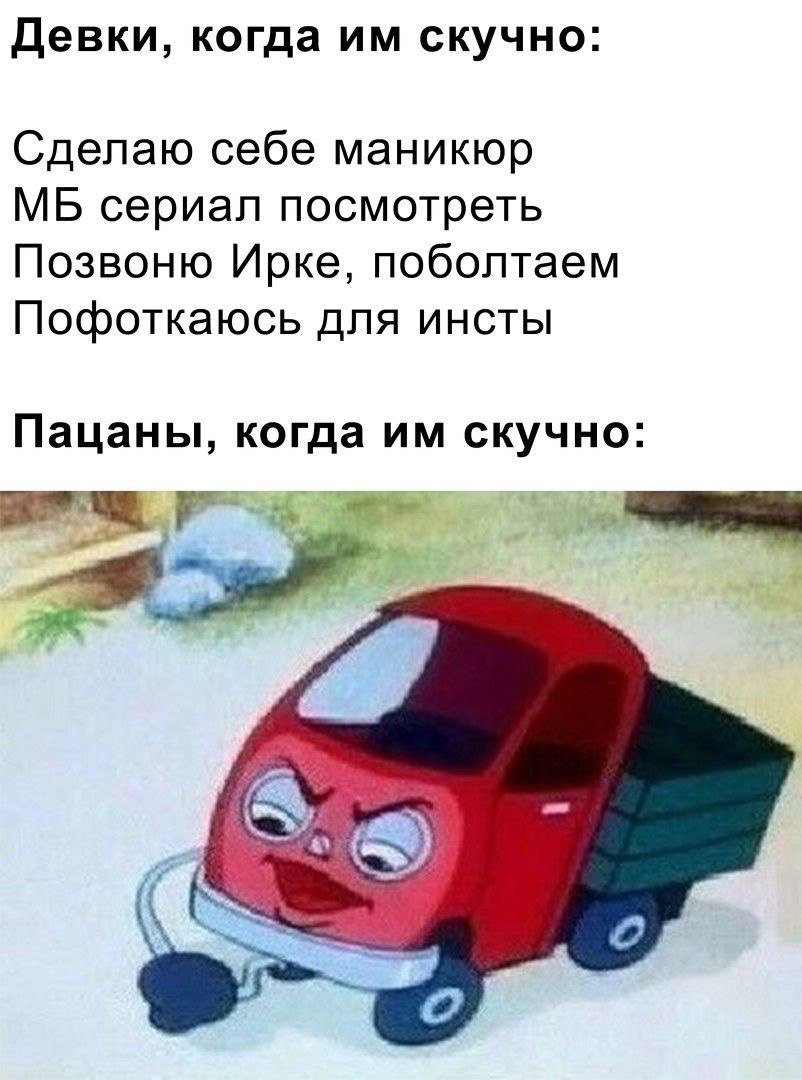 Девки, когда им скучно:
Сделаю себе маникюр
МБ сериал посмотреть
Позвоню Ирке, поболтаем
Пофоткаюсь для инсты
Пацаны, когда им скучно: